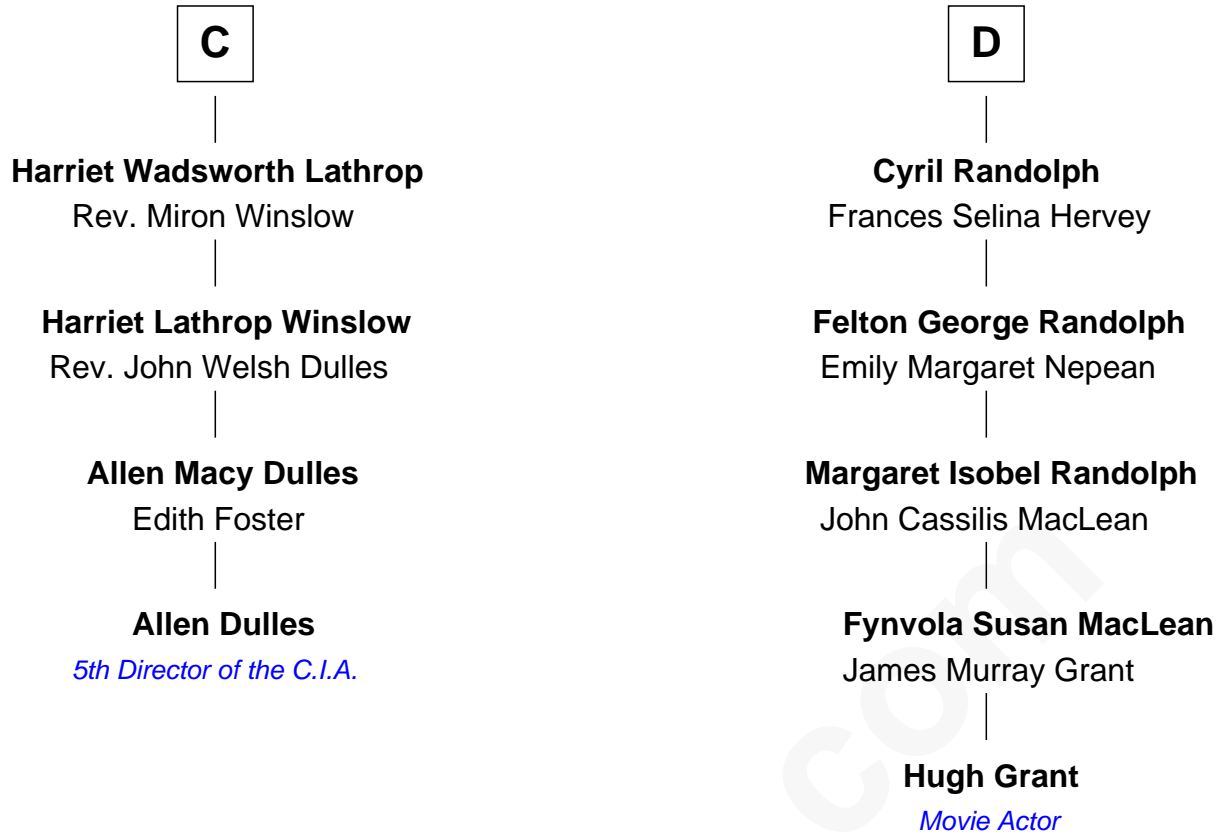 C
Harriet Wadsworth Lathrop
Rev. Miron Winslow
Harriet Lathrop Winslow
Rev. John Welsh Dulles
Allen Macy Dulles
Edith Foster
Allen Dulles
5th Director of the C.I.A.
D
Cyril Randolph
Frances Selina Hervey
Felton George Randolph
Emily Margaret Nepean
Margaret Isobel Randolph
John Cassilis MacLean
Fynvola Susan MacLean
James Murray Grant
Hugh Grant
Movie Actor
com